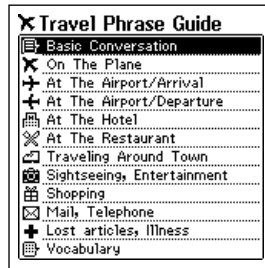 Travel Phrase Guide
Basic Conversation
On The Plane
At The Airport/Arrival
At The Airport/Departure
At The Hotel
At The Restaurant
Traveling Around Town
Sightseeing, Entertainment
Shopping
Mail, Telephone
Lost articles, Illness
Vocabulary